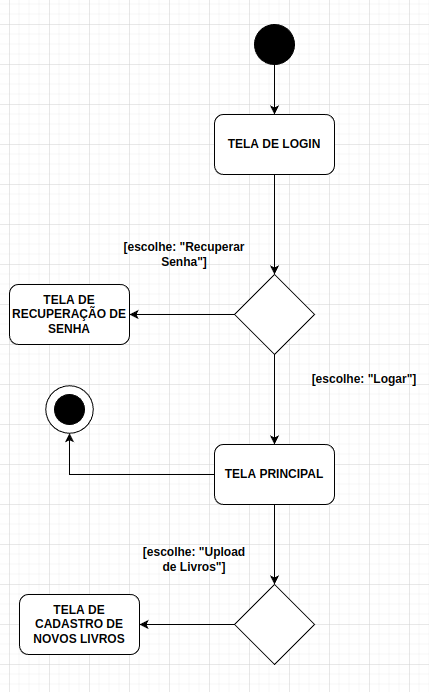 TELA DE LOGIN
[escolhe: "Recuperar
Senha"]
TELA DE
RECUPERAÇÃO DE
SENHA
[escolhe: "Logar"]
TELA PRINCIPAL
[escolhe: "Upload
de Livros"]
TELA DE
CADASTRO DE
NOVOS LIVROS